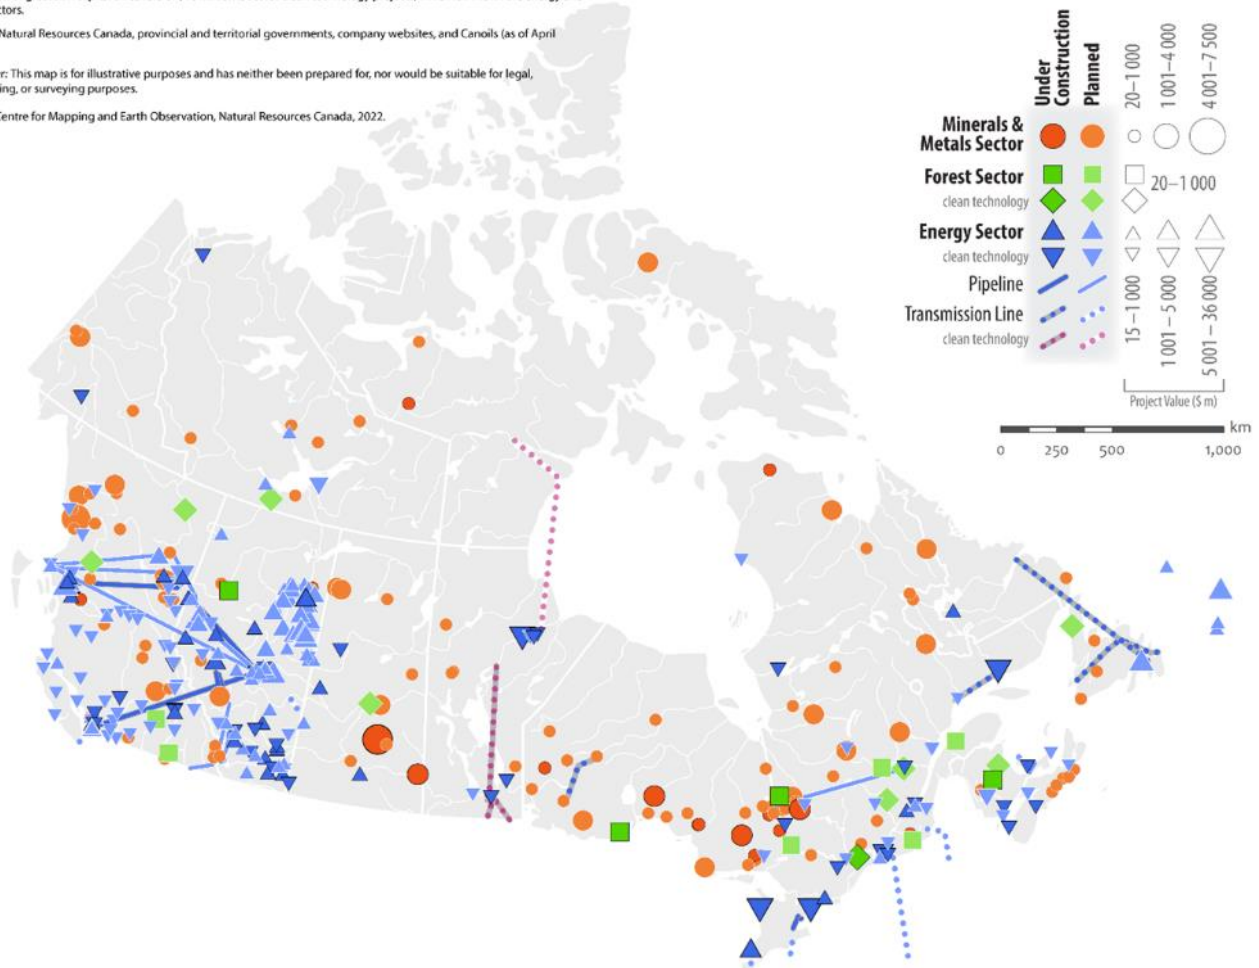 ctors.
Natural Resources Canada, provincial and territorial governments, company websites, and Canoils (as of April
r: This map is for illustrative purposes and has neither been prepared for, nor would be suitable for legal,
ing, or surveying purposes.
Centre for Mapping and Earth Observation, Natural Resources Canada, 2022.
Under Construction
Planned
20–1 000
1 001–4 000
4 001–7 500
Minerals &
Metals Sector
Forest Sector
20–1 000
clean technology
Energy Sector
clean technology
Pipeline
Transmission Line
clean technology
15 – 1 000
1 001 – 5 000
5 001 – 36 000
Project Value ($ m)
km
0 250 500 1,000